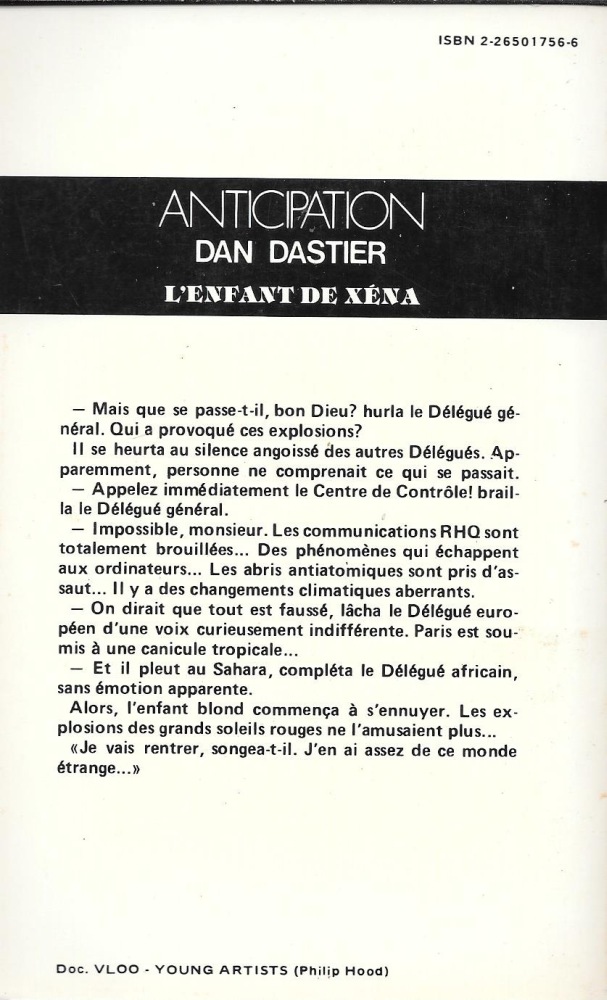 ISBN 2-26501756-6
ANTICIPATION
DAN DASTIER
L'ENFANT DE XÉNA
— Mais que se passe-t-il, bon Dieu? hurla le Délégué gé-
néral. Qui a provoqué ces explosions?
Il se heurta au silence angoissé des autres Délégués. Ap-
paremment, personne ne comprenait ce qui se passait.
— Appelez immédiatement le Centre de Contrôle! brail-
la le Délégué général.
— Impossible, monsieur. Les communications RHQ sont
totalement brouillées... Des phénomènes qui échappent
aux ordinateurs... Les abris antiatomiques sont pris d'as-
saut... Il y a des changements climatiques aberrants.
— On dirait que tout est faussé, lâcha le Délégué euro-
péen d'une voix curieusement indifférente. Paris est sou-
mis à une canicule tropicale...
— Et il pleut au Sahara, compléta le Délégué africain,
sans émotion apparente.
Alors, l'enfant blond commença à s'ennuyer. Les ex-
plosions des grands soleils rouges ne l'amusaient plus...
«Je vais rentrer, songea-t-il. J'en ai assez de ce monde
étrange...»
Doc. VLOO - YOUNG ARTISTS (Philip Hood)